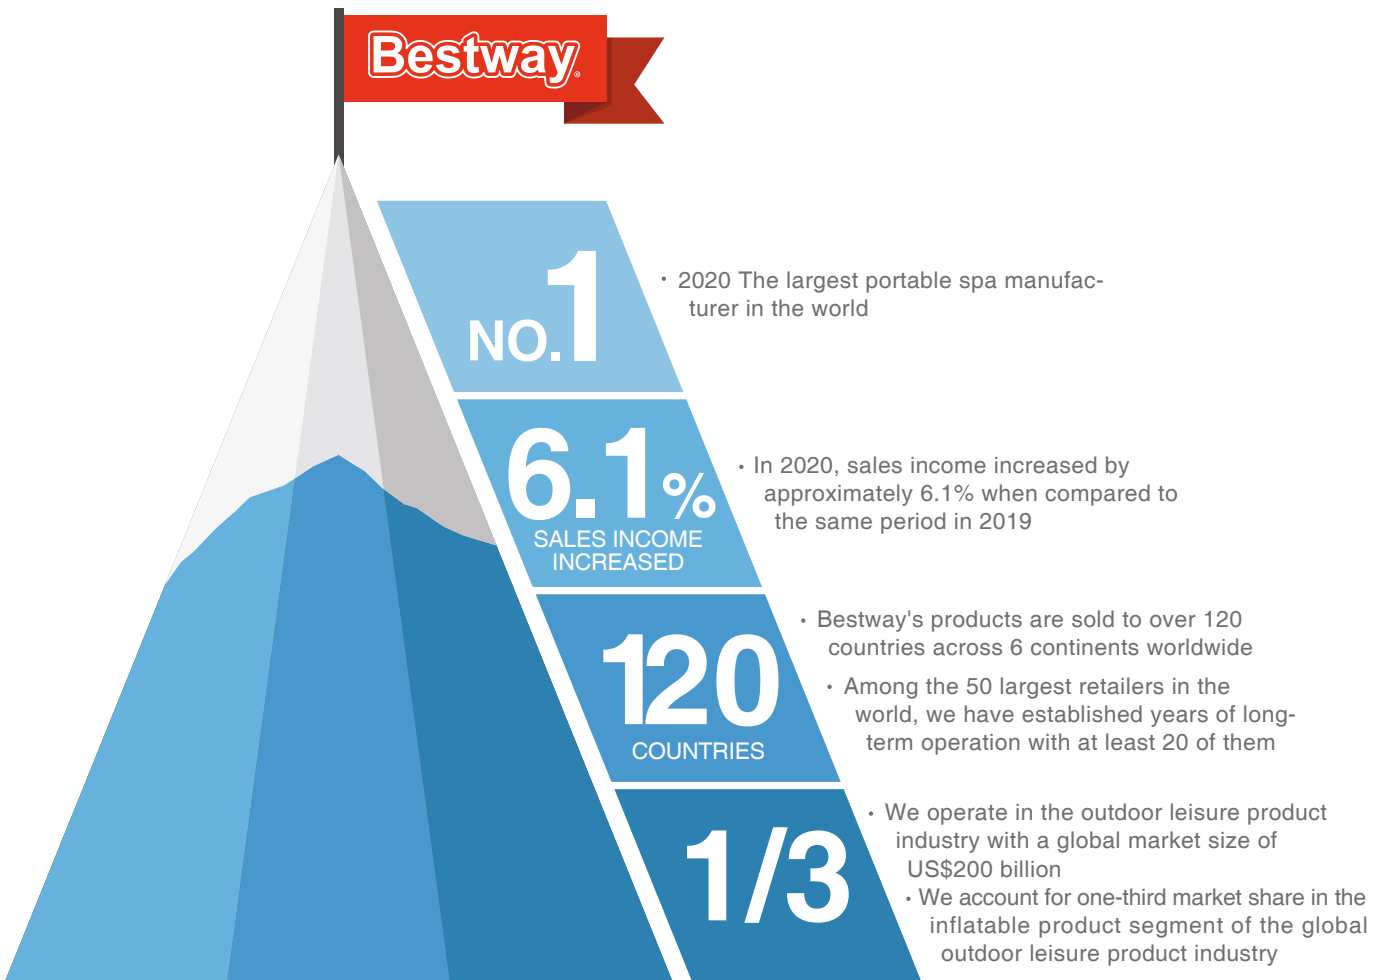 Bestway®
NO.1
· 2020 The largest portable spa manufac-
turer in the world
6.1%
SALES INCOME
INCREASED
· In 2020, sales income increased by
approximately 6.1% when compared to
the same period in 2019
120
COUNTRIES
· Bestway's products are sold to over 120
countries across 6 continents worldwide
· Among the 50 largest retailers in the
world, we have established years of long-
term operation with at least 20 of them
1/3
· We operate in the outdoor leisure product
industry with a global market size of
US$200 billion
· We account for one-third market share in the
inflatable product segment of the global
outdoor leisure product industry